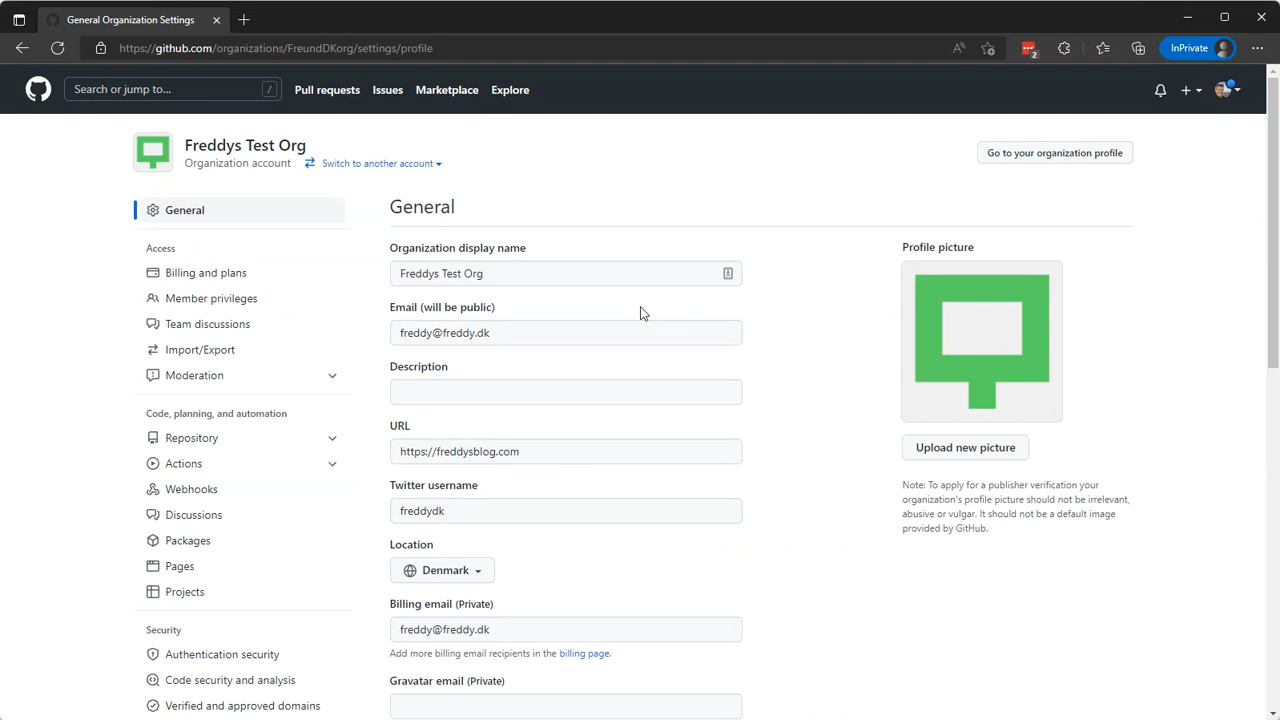 General Organization Settings
https://github.com/organizations/FreundDKorg/settings/profile
2
InPrivate
Search or jump to...
/
Pull requests
Issues
Marketplace
Explore
Freddys Test Org
Organization account
Switch to another account
Go to your organization profile
General
Access
Billing and plans
Member privileges
Team discussions
Import/Export
Moderation
Code, planning, and automation
Repository
Actions
Webhooks
Discussions
Packages
Pages
Projects
Security
Authentication security
Code security and analysis
Verified and approved domains
General
Organization display name
Freddys Test Org
Email (will be public)
freddy@freddy.dk
Description
URL
https://freddysblog.com
Twitter username
freddydk
Location
Denmark
Billing email (Private)
freddy@freddy.dk
Add more billing email recipients in the billing page.
Gravatar email (Private)
Profile picture
Upload new picture
Note: To apply for a publisher verification your
organization's profile picture should not be irrelevant,
abusive or vulgar. It should not be a default image
provided by GitHub.